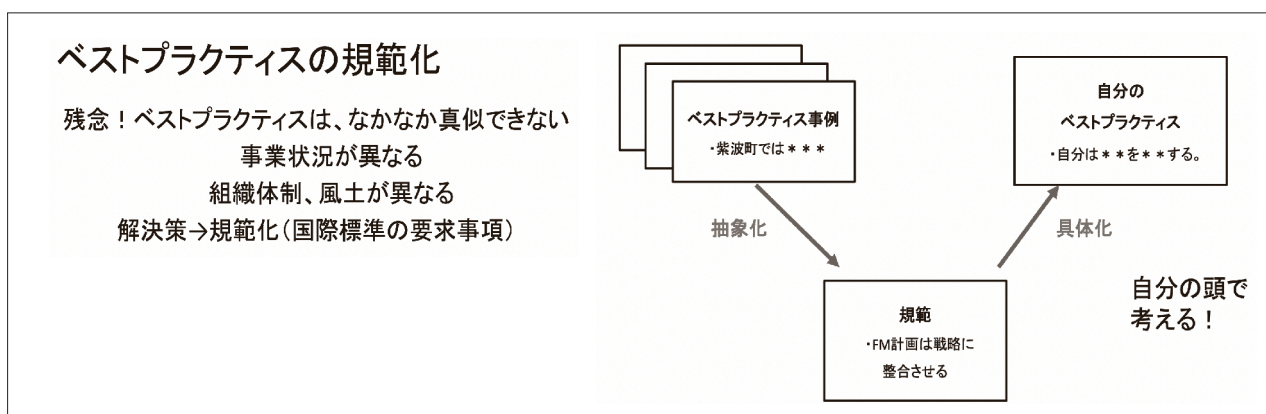 ベストプラクティスの規範化
残念！ベストプラクティスは、なかなか真似できない
事業状況が異なる
組織体制、風土が異なる
解決策→規範化（国際標準の要求事項）
ベストプラクティス事例
・紫波町では＊＊＊
抽象化
規範
・FM計画は戦略に
整合させる
具体化
自分の
ベストプラクティス
・自分は＊＊を＊＊する。
自分の頭で
考える！